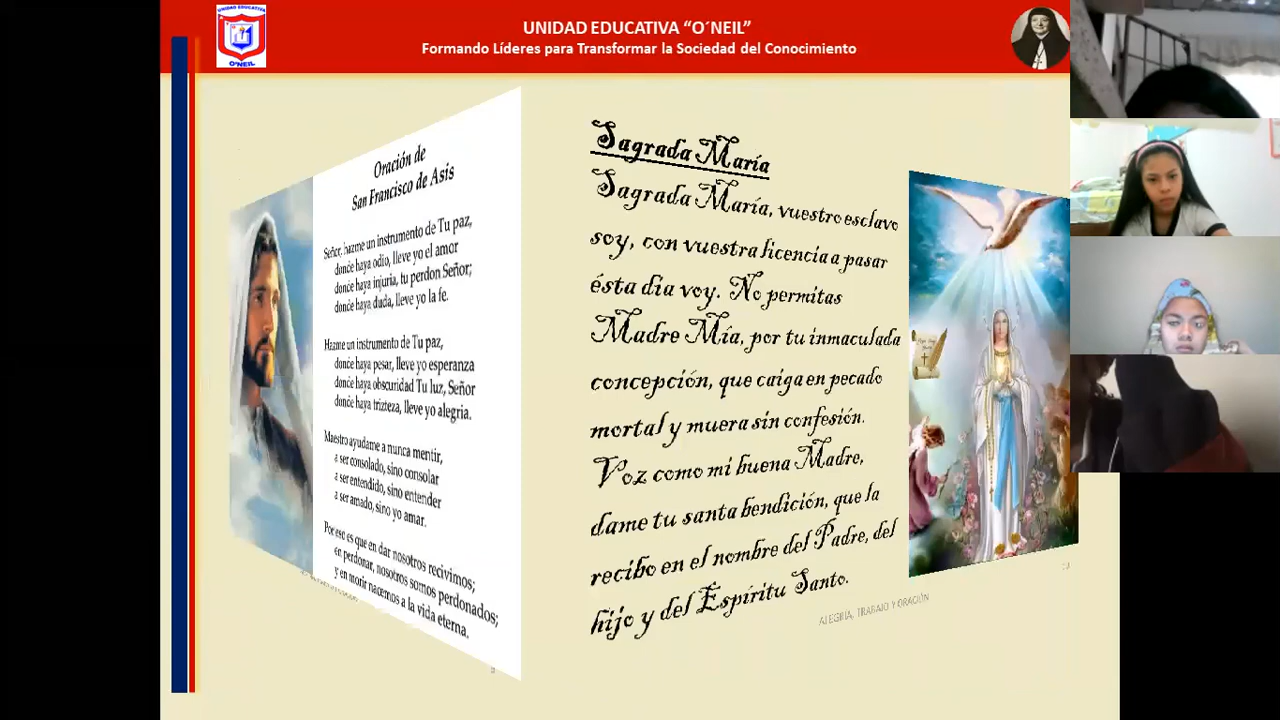 UNIDAD EDUCATIVA
O'NEIL
UNIDAD EDUCATIVA “O´NEIL”
Formando Líderes para Transformar la Sociedad del Conocimiento
Oración de
San Francisco de Asís
Señor, hazme un instrumento de Tu paz,
donde haya odio, lleve yo el amor
donde haya injuria, tu perdon Señor;
donde haya duda, lleve yo la fe.
Hazme un instrumento de Tu paz,
donde haya pesar, lleve yo esperanza
donde haya obscuridad Tu luz, Señor
donde haya trizteza, lleve yo alegria.
Maestro ayudame a nunca mentir,
a ser consolado, sino consolar
a ser entendido, sino entender
a ser amado, sino yo amar.
Por eso es que en dar nosotros recivimos;
en perdonar, nosotros somos perdonados;
y en morir nacemos a la vida eterna.
Sagrada María
Sagrada María, vuestro esclavo
soy, con vuestra licencia a pasar
ésta día voy. No permitas
Madre Mía, por tu inmaculada
concepción, que caiga en pecado
mortal y muera sin confesión.
Voz como mi buena Madre,
dame tu santa bendición, que la
recibo en el nombre del Padre, del
hijo y del Espíritu Santo.
ALEGRIA, TRABAJO Y ORACIÓN